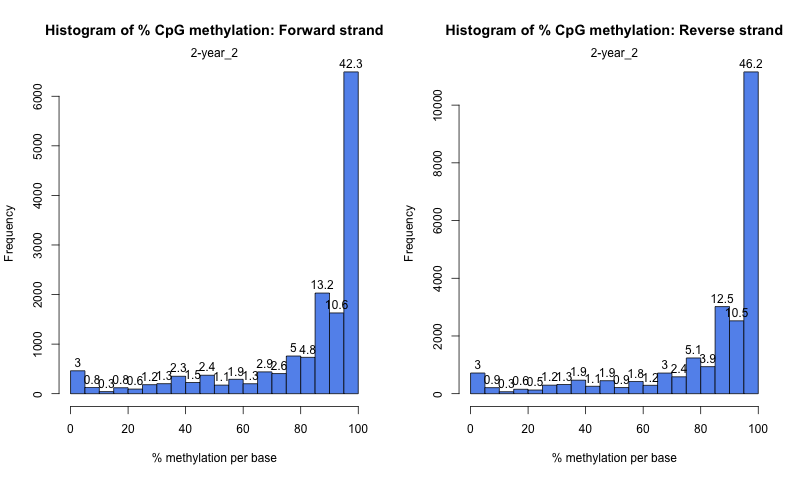 Histogram of % CpG methylation: Forward strand
2-year_2
Frequency
0 1000 2000 3000 4000 5000 6000
3 0.8 0.3 0.8 0.6 1.2 1.3 2.3 1.5 2.4 1.1 1.9 1.3 2.9 2.6 5 4.8 13.2 10.6 42.3
0 20 40 60 80 100
% methylation per base
Histogram of % CpG methylation: Reverse strand
2-year_2
Frequency
0 2000 4000 6000 8000 10000
3 0.9 0.3 0.6 0.5 1.2 1.3 1.9 1.1 1.9 0.9 1.8 1.2 3 2.4 5.1 3.9 12.5 10.5 46.2
0 20 40 60 80 100
% methylation per base